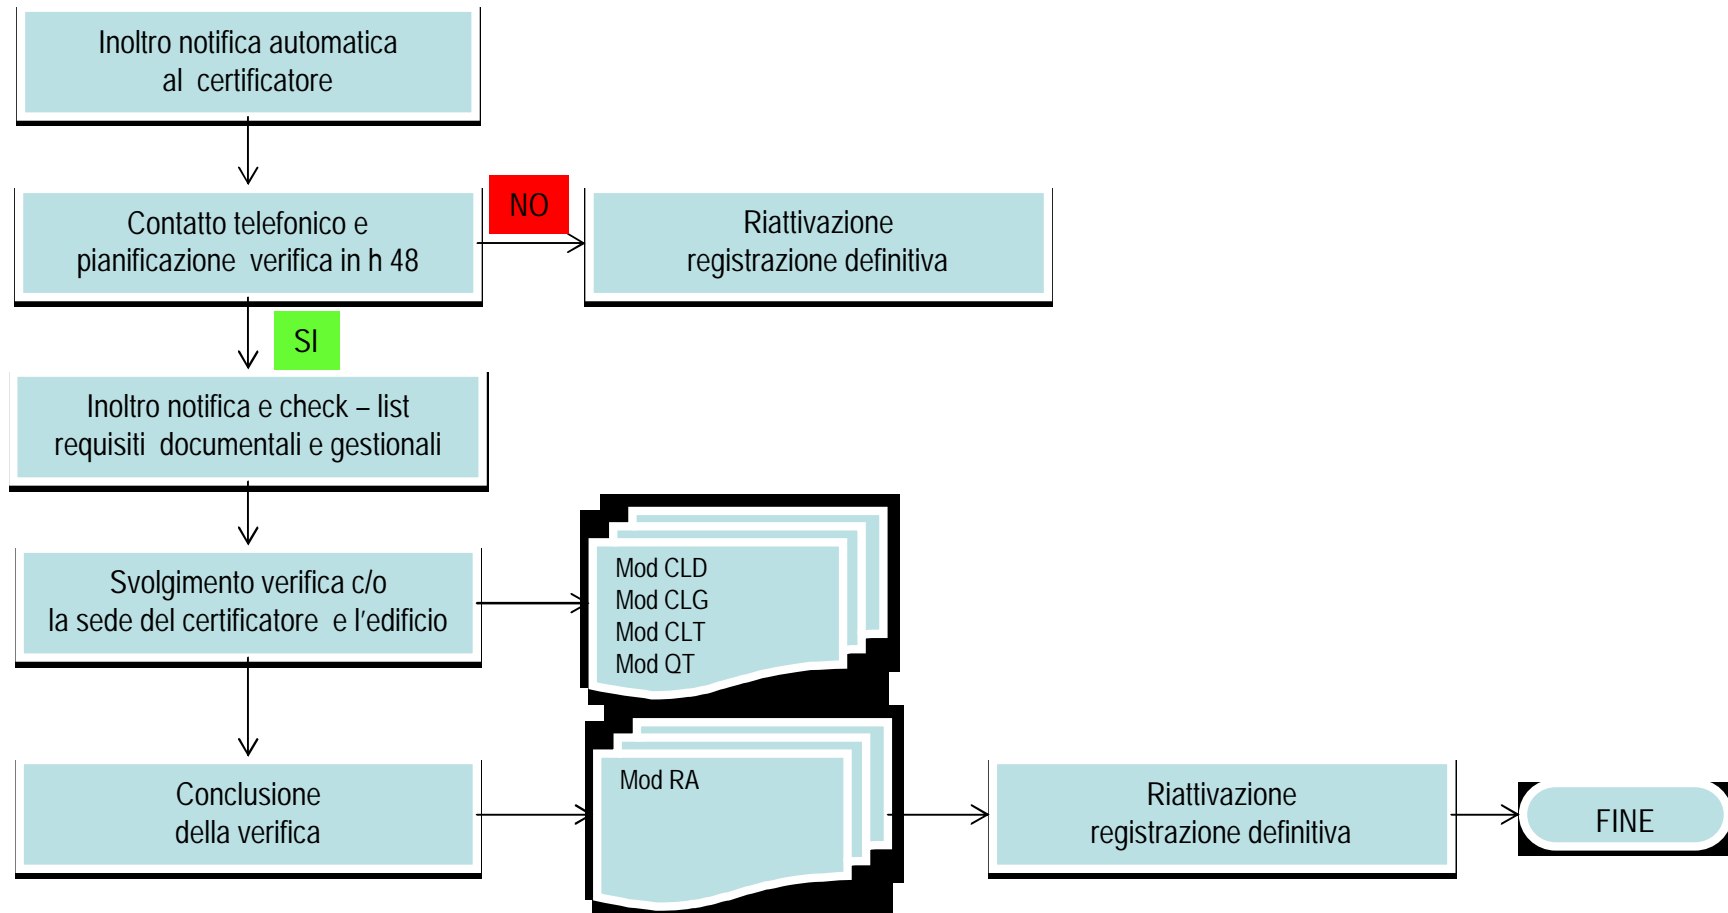 Inoltro notifica automatica
al certificatore
Contatto telefonico e
pianificazione verifica in h 48
NO
Riattivazione
registrazione definitiva
SI
Inoltro notifica e check – list
requisiti documentali e gestionali
Svolgimento verifica c/o
la sede del certificatore e l'edificio
Mod CLD
Mod CLG
Mod CLT
Mod QT
Conclusione
della verifica
Mod RA
Riattivazione
registrazione definitiva
FINE